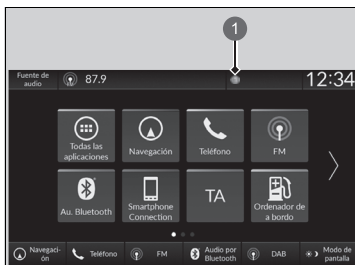 1
Fuente de
audio
87.9
12:34
Todas las
aplicaciones
Navegación
Teléfono
FM
Au. Bluetooth
Smartphone
Connection
TA
Ordenador de
a bordo
Navegaci-
ón
Teléfono
FM
Audio por
Bluetooth
DAB
Modo de
pantalla